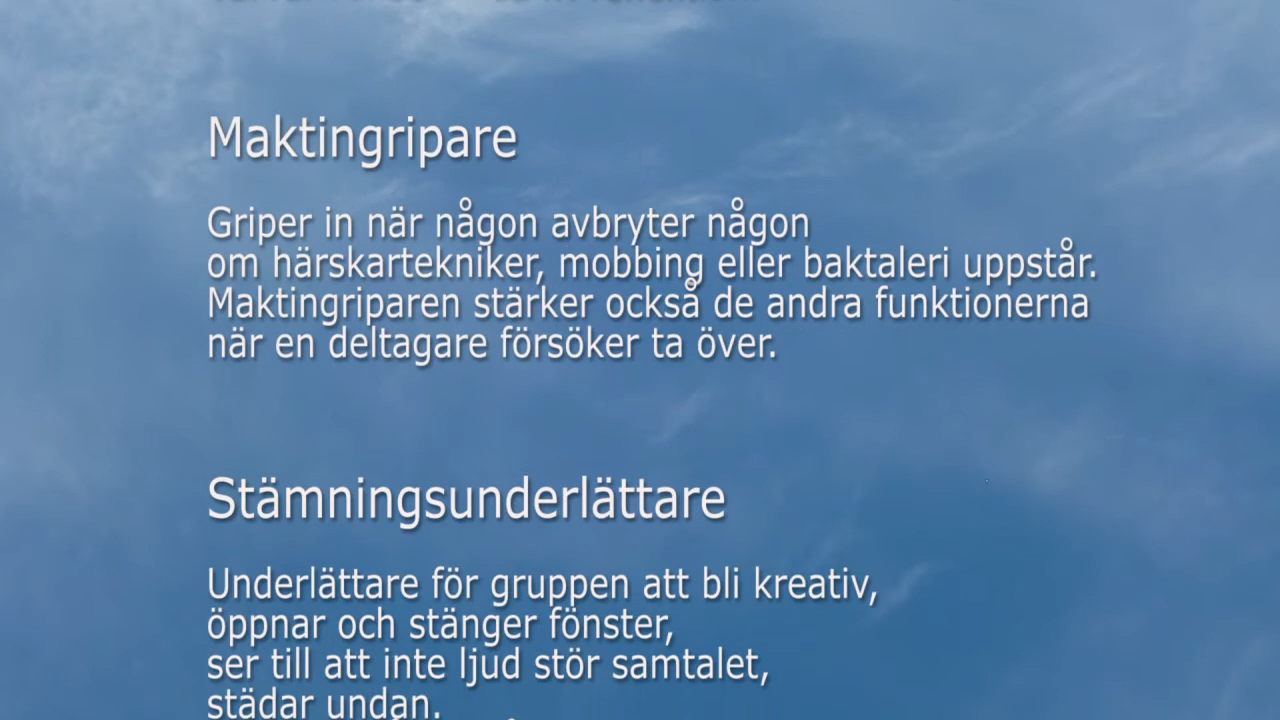 Maktingripare
Griper in när någon avbryter någon
om härskartekniker, mobbing eller baktaleri uppstår.
Maktingriparen stärker också de andra funktionerna
när en deltagare försöker ta över.
Stämningsunderlättare
Underlättare för gruppen att bli kreativ,
öppnar och stänger fönster,
ser till att inte ljud stör samtalet,
städar undan.